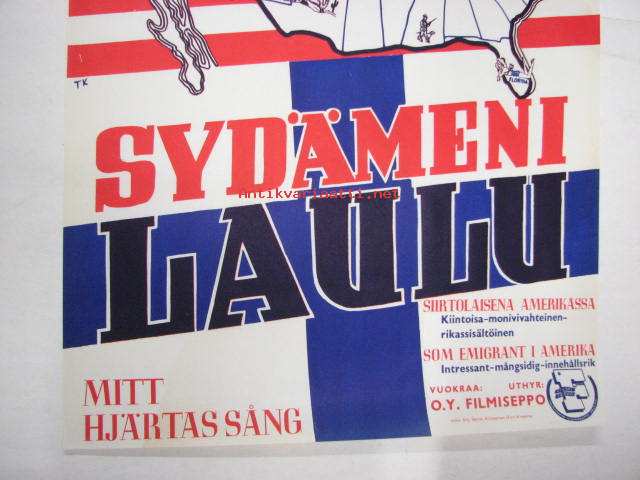 TK
FLORIDA
SYDÄMENI
Antikvariaatti.net
LAULU
SIIRTOLAISENA AMERIKASSA
Kiintoisa-monivivahteinen-
rikassisältöinen
SOM EMIGRANT I AMERIKA
Intressant-mångsidig-innehållsrik
VUOKRAA: UTHYR:
O.Y. FILMISEPPO
MITT
HJÄRTAS SÅNG